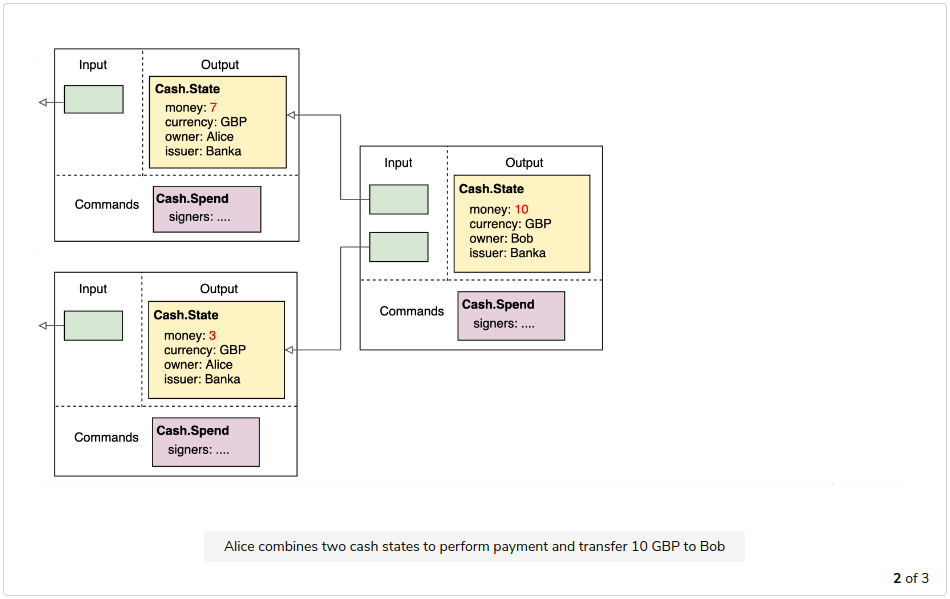 Input
Output
Cash.State
money: 7
currency: GBP
owner: Alice
issuer: Banka
Commands
Cash.Spend
signers: ....
Input
Output
Cash.State
money: 3
currency: GBP
owner: Alice
issuer: Banka
Commands
Cash.Spend
signers: ....
Input
Output
Cash.State
money: 10
currency: GBP
owner: Bob
issuer: Banka
Commands
Cash.Spend
signers: ....
Alice combines two cash states to perform payment and transfer 10 GBP to Bob
2 of 3